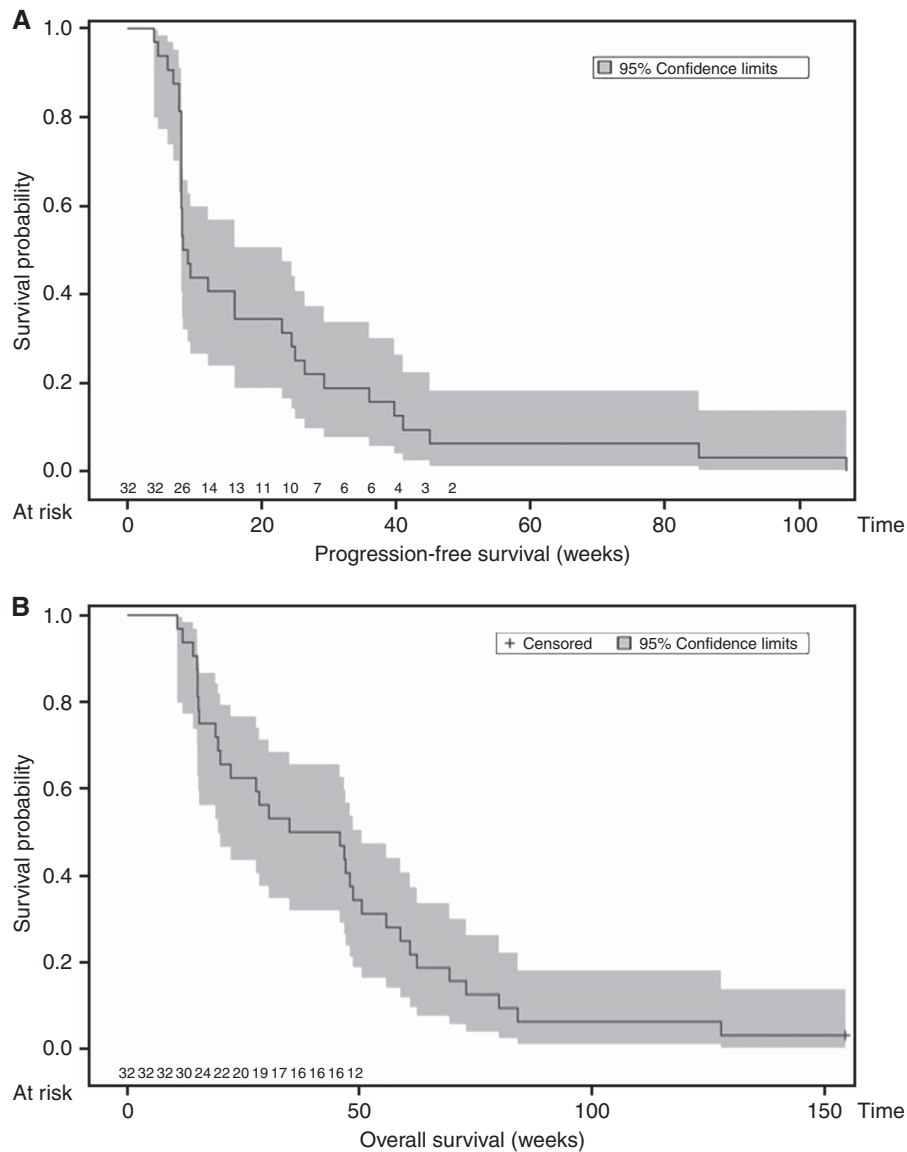 A
1.0
0.8
0.6
0.4
0.2
0.0
Survival probability
95% Confidence limits
32 32 26 14 13 11 10 7 6 6 4 3 2
At risk
0 20 40 60 80 100 Time
Progression-free survival (weeks)
B
1.0
0.8
0.6
0.4
0.2
0.0
Survival probability
+ Censored 95% Confidence limits
32 32 32 30 24 22 20 19 17 16 16 16 12
At risk
0 50 100 150 Time
Overall survival (weeks)